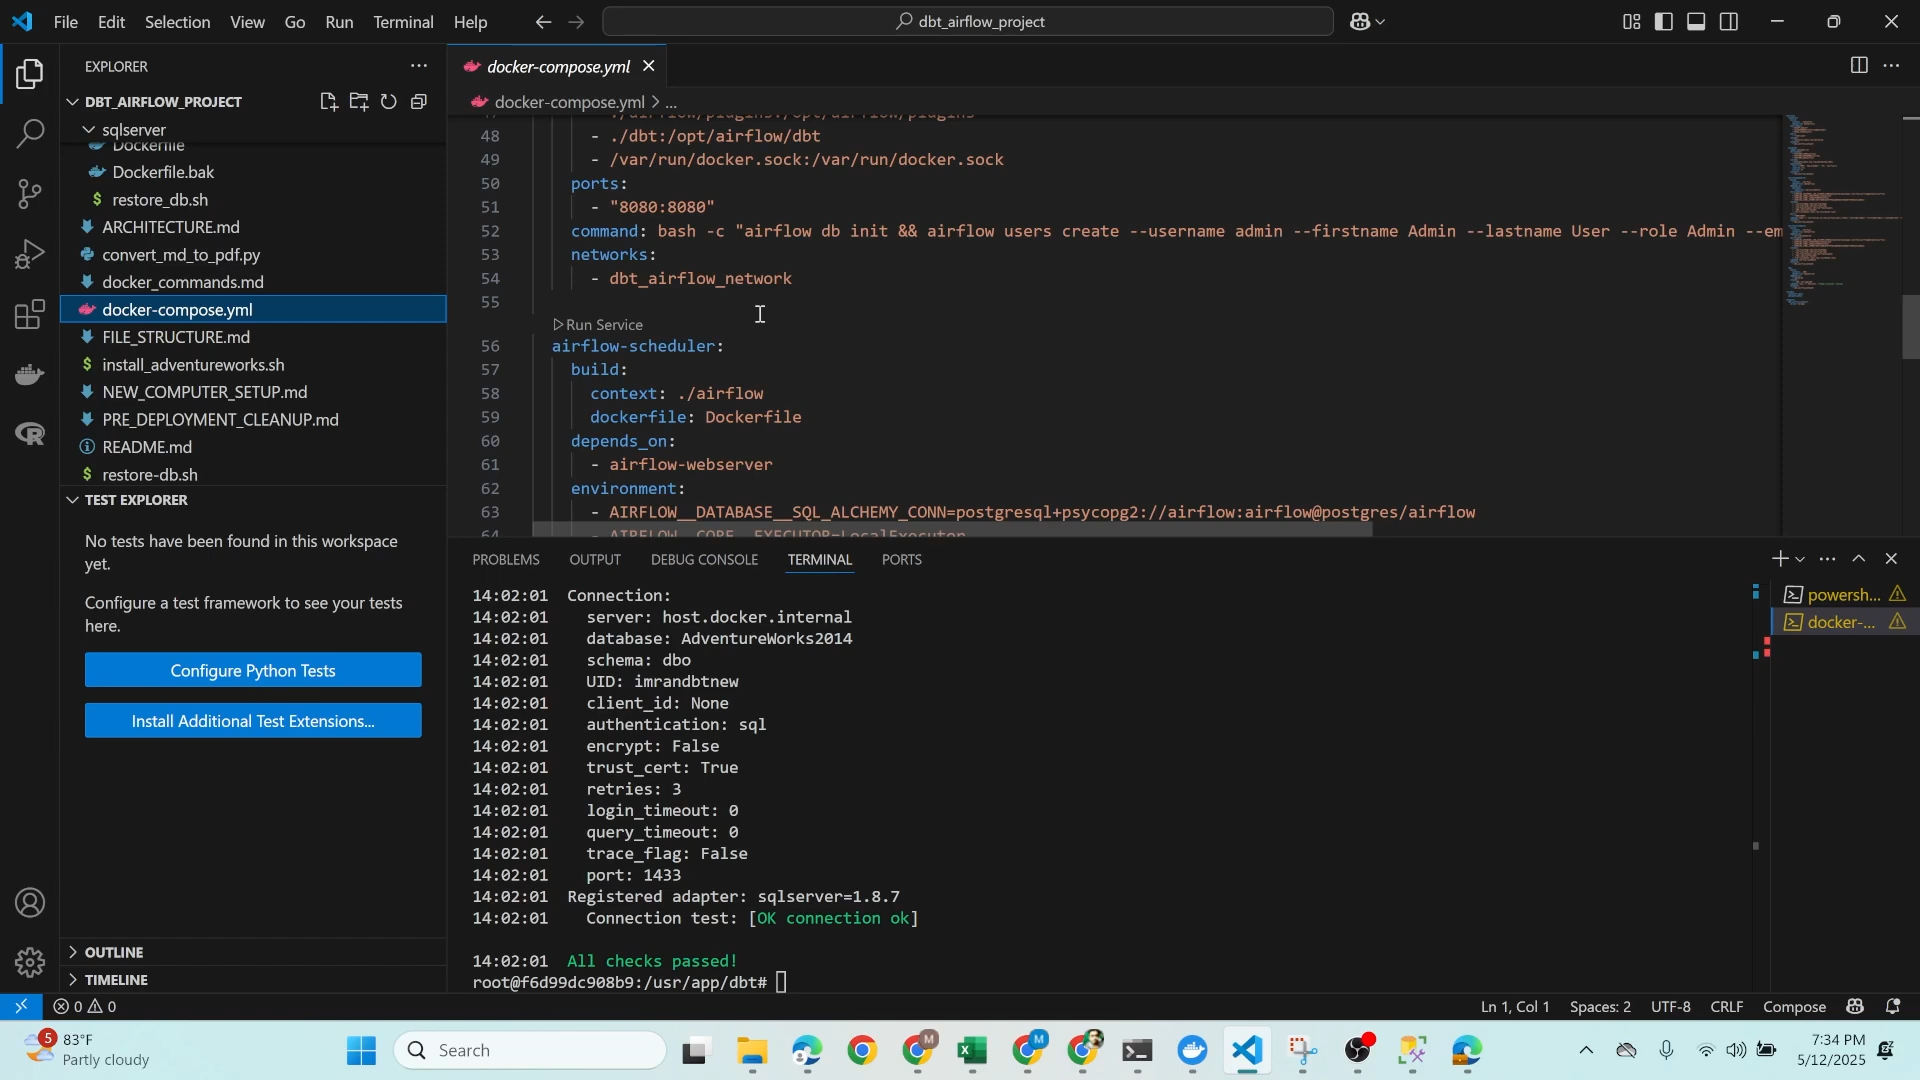 File Edit Selection View Go Run Terminal Help
dbt_airflow_project
EXPLORER
DBT_AIRFLOW_PROJECT
sqlserver
Dockerfile
Dockerfile.bak
restore_db.sh
ARCHITECTURE.md
convert_md_to_pdf.py
docker_commands.md
docker-compose.yml
FILE_STRUCTURE.md
install_adventureworks.sh
NEW_COMPUTER_SETUP.md
PRE_DEPLOYMENT_CLEANUP.md
README.md
restore-db.sh
TEST EXPLORER
No tests have been found in this workspace
yet.
Configure a test framework to see your tests
here.
Configure Python Tests
Install Additional Test Extensions...
OUTLINE
TIMELINE
docker-compose.yml
docker-compose.yml > ...
47 - ./airflow/plugins:/opt/airflow/plugins
48 - ./dbt:/opt/airflow/dbt
49 - /var/run/docker.sock:/var/run/docker.sock
50 ports:
51 - "8080:8080"
52 command: bash -c "airflow db init && airflow users create --username admin --firstname Admin --lastname User --role Admin --em
53 networks:
54 - dbt_airflow_network
55
Run Service
56 airflow-scheduler:
57 build:
58 context: ./airflow
59 dockerfile: Dockerfile
60 depends_on:
61 - airflow-webserver
62 environment:
63 - AIRFLOW__DATABASE__SQL_ALCHEMY_CONN=postgresql+psycopg2://airflow:airflow@postgres/airflow
64 - AIRFLOW__CORE__EXECUTOR=LocalExecutor
PROBLEMS OUTPUT DEBUG CONSOLE TERMINAL PORTS
14:02:01 Connection:
14:02:01 server: host.docker.internal
14:02:01 database: AdventureWorks2014
14:02:01 schema: dbo
14:02:01 UID: imrandbtnew
14:02:01 client_id: None
14:02:01 authentication: sql
14:02:01 encrypt: False
14:02:01 trust_cert: True
14:02:01 retries: 3
14:02:01 login_timeout: 0
14:02:01 query_timeout: 0
14:02:01 trace_flag: False
14:02:01 port: 1433
14:02:01 Registered adapter: sqlserver=1.8.7
14:02:01 Connection test: [OK connection ok]
14:02:01 All checks passed!
root@f6d99dc908b9:/usr/app/dbt#
powersh...
docker-...
0 0
Ln 1, Col 1 Spaces: 2 UTF-8 CRLF Compose
5
83°F
Partly cloudy
Search
M
M
7:34 PM
5/12/2025